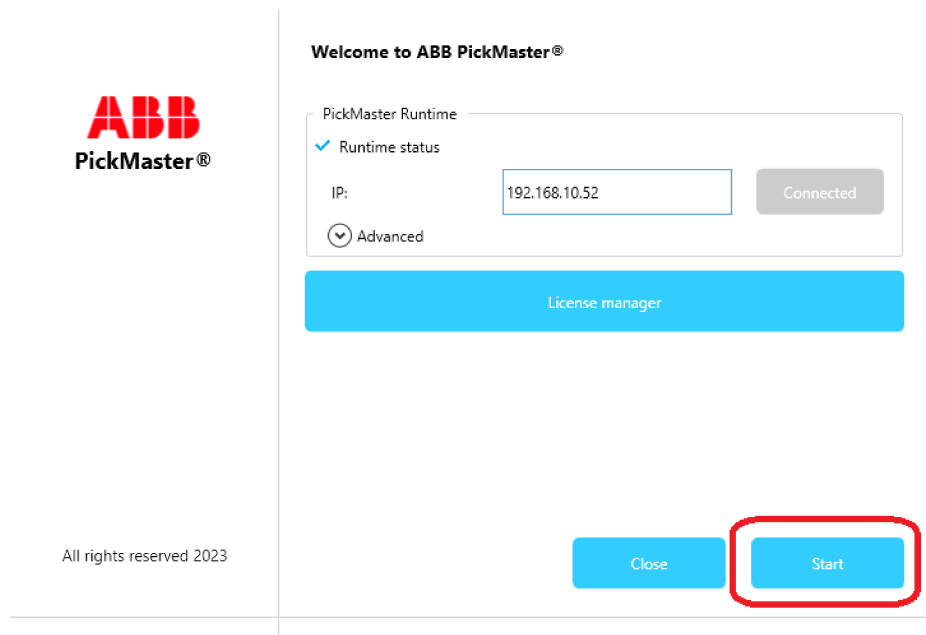 ABB
PickMaster®
All rights reserved 2023
Welcome to ABB PickMaster®
PickMaster Runtime
Runtime status
IP:
192.168.10.52
Connected
Advanced
License manager
Close
Start